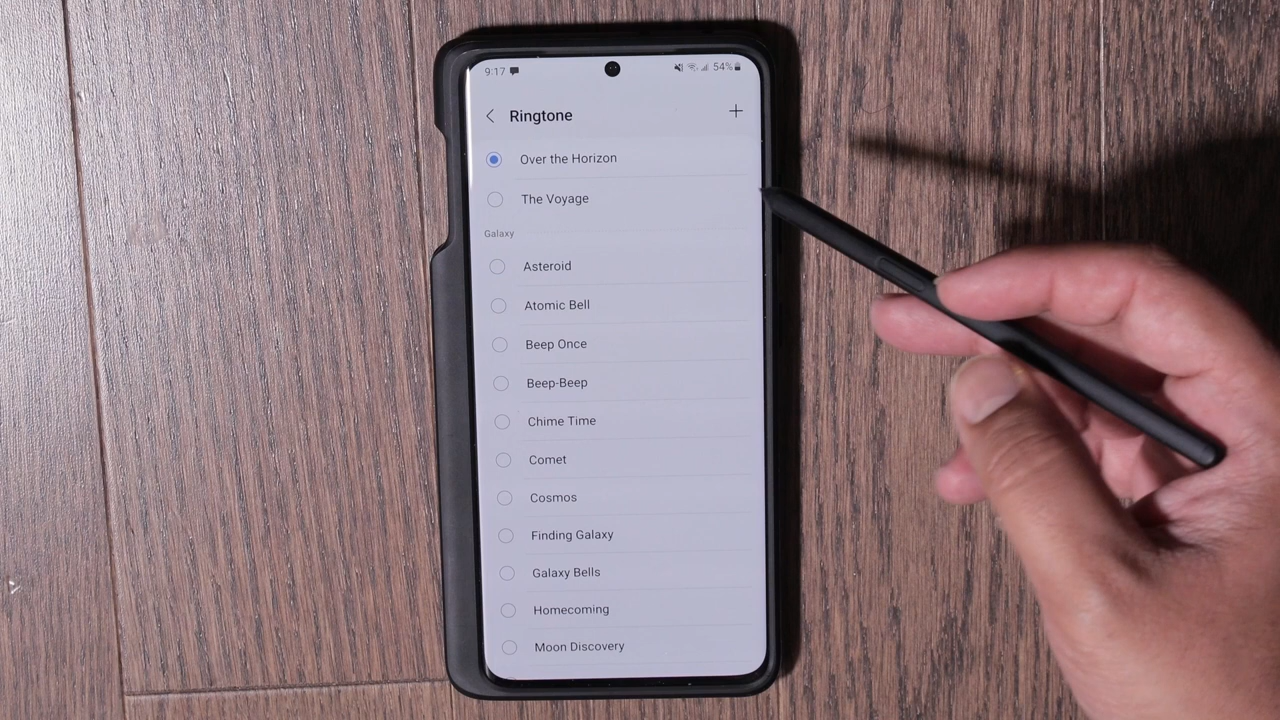 9:17
54%
Ringtone
Over the Horizon
The Voyage
Galaxy
Asteroid
Atomic Bell
Beep Once
Beep-Beep
Chime Time
Comet
Cosmos
Finding Galaxy
Galaxy Bells
Homecoming
Moon Discovery